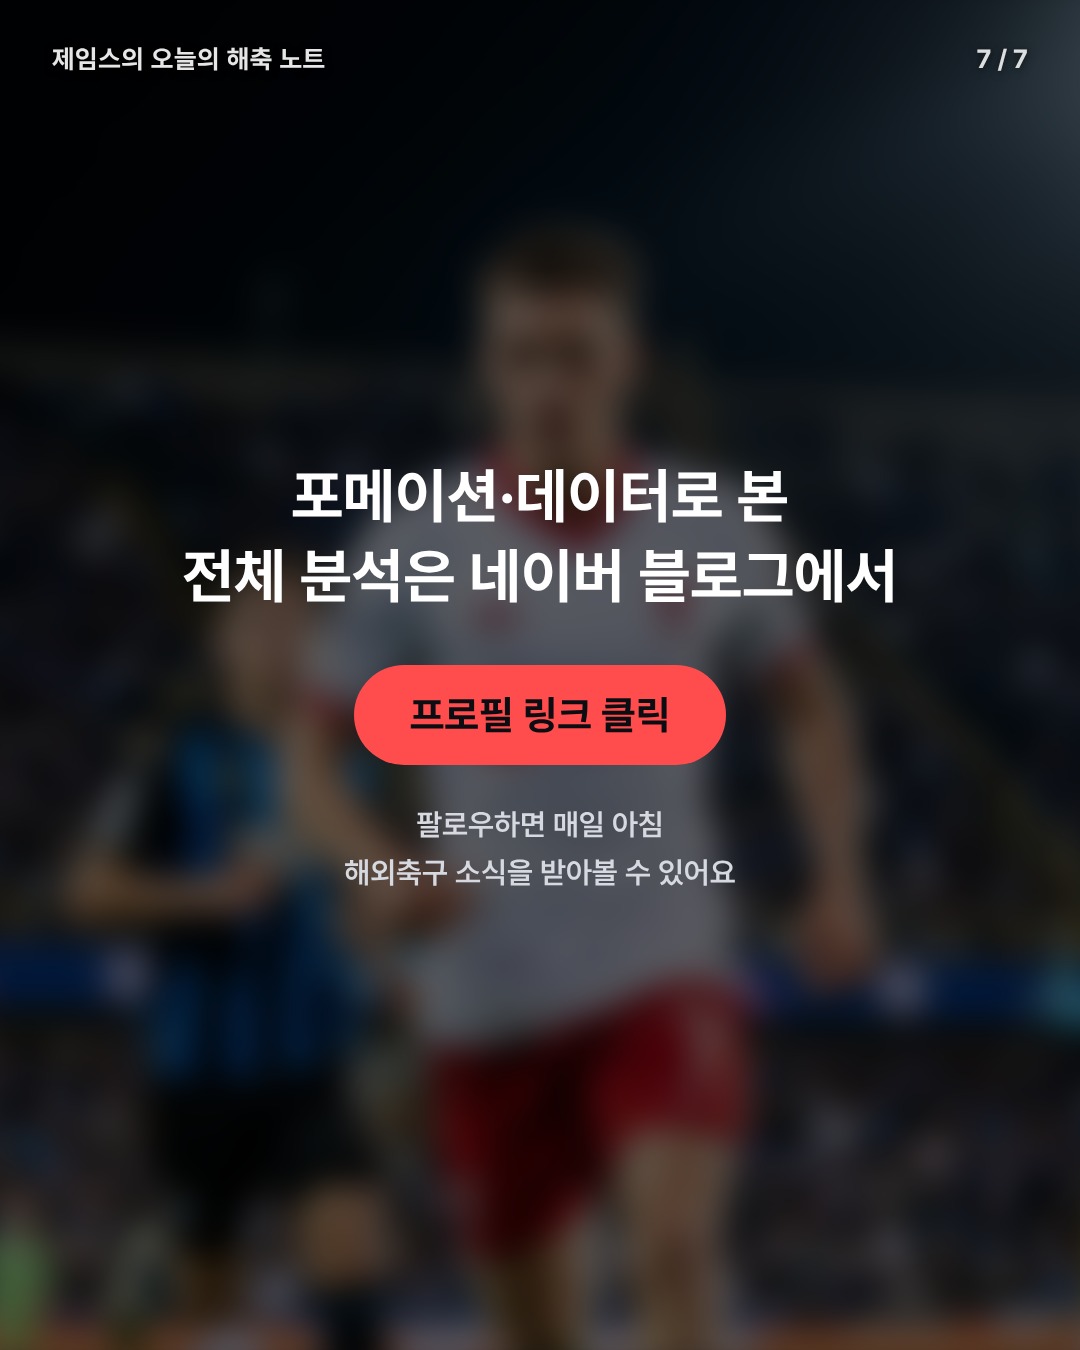 제임스의 오늘의 해축 노트
7 / 7
포메이션·데이터로 본
전체 분석은 네이버 블로그에서
프로필 링크 클릭
팔로우하면 매일 아침
해외축구 소식을 받아볼 수 있어요